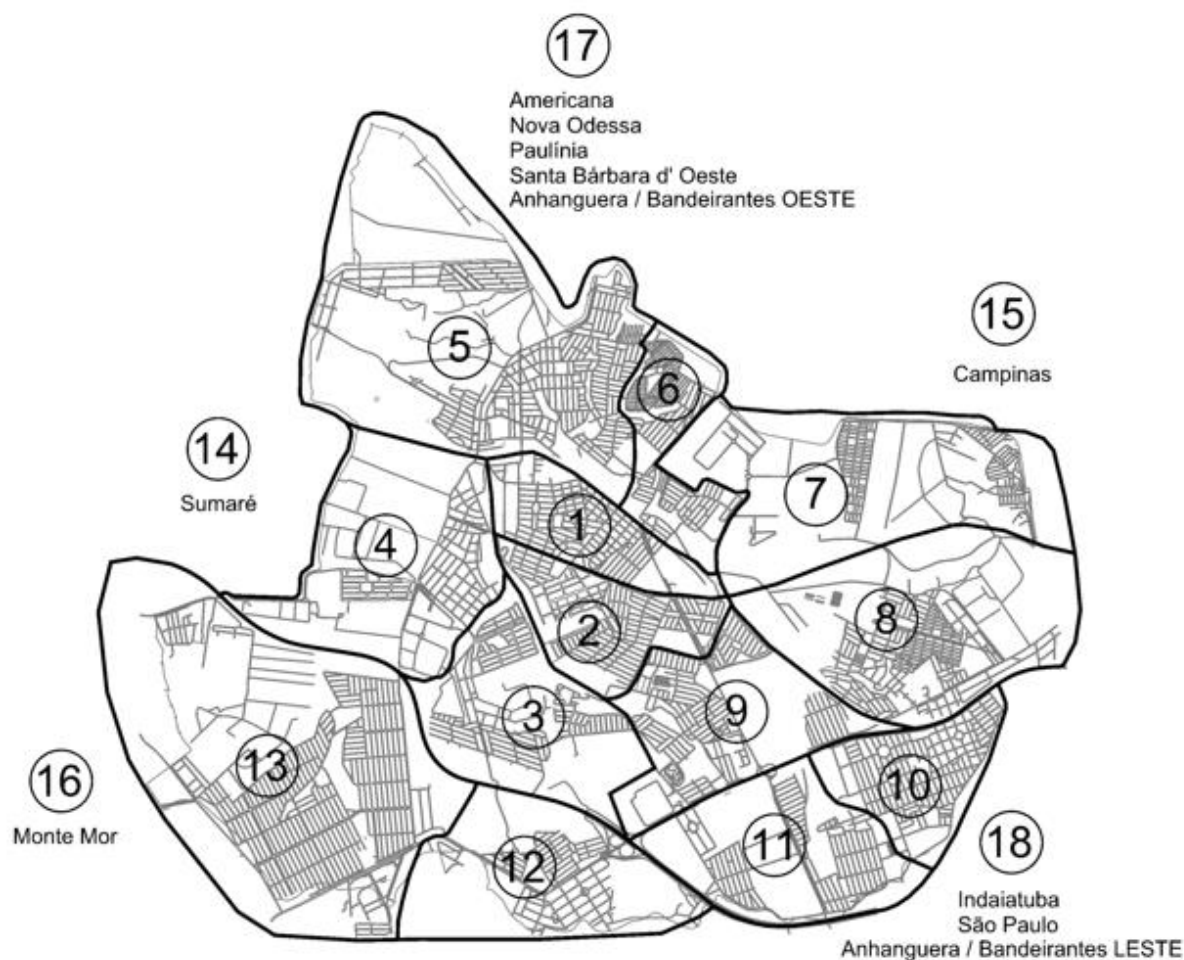 17
Americana
Nova Odessa
Paulínia
Santa Bárbara d' Oeste
Anhanguera / Bandeirantes OESTE
15
Campinas
5
6
14
Sumaré
7
1
4
8
2
3
9
13
16
Monte Mor
10
11
12
18
Indaiatuba
São Paulo
Anhanguera / Bandeirantes LESTE